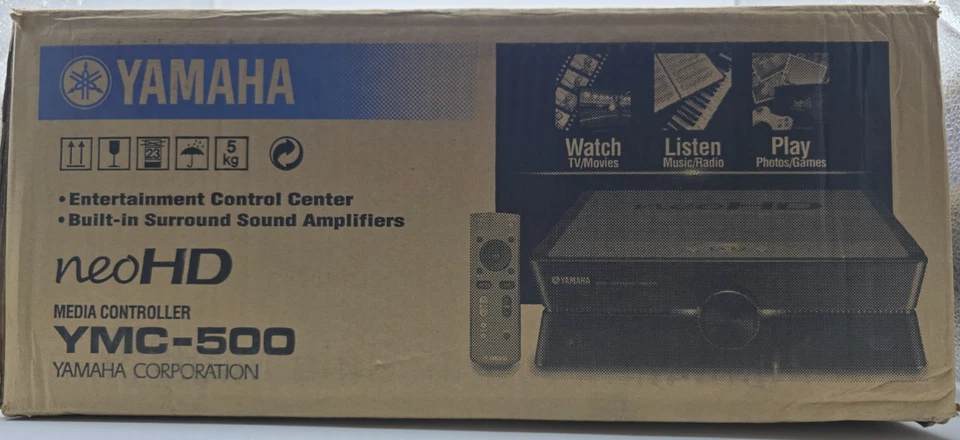 YAMAHA
23
5
kg
• Entertainment Control Center
• Built-in Surround Sound Amplifiers
neoHD
MEDIA CONTROLLER
YMC-500
YAMAHA CORPORATION
Watch
TV/Movies
Listen
Music/Radio
Play
Photos/Games
neoHD
YAMAHA